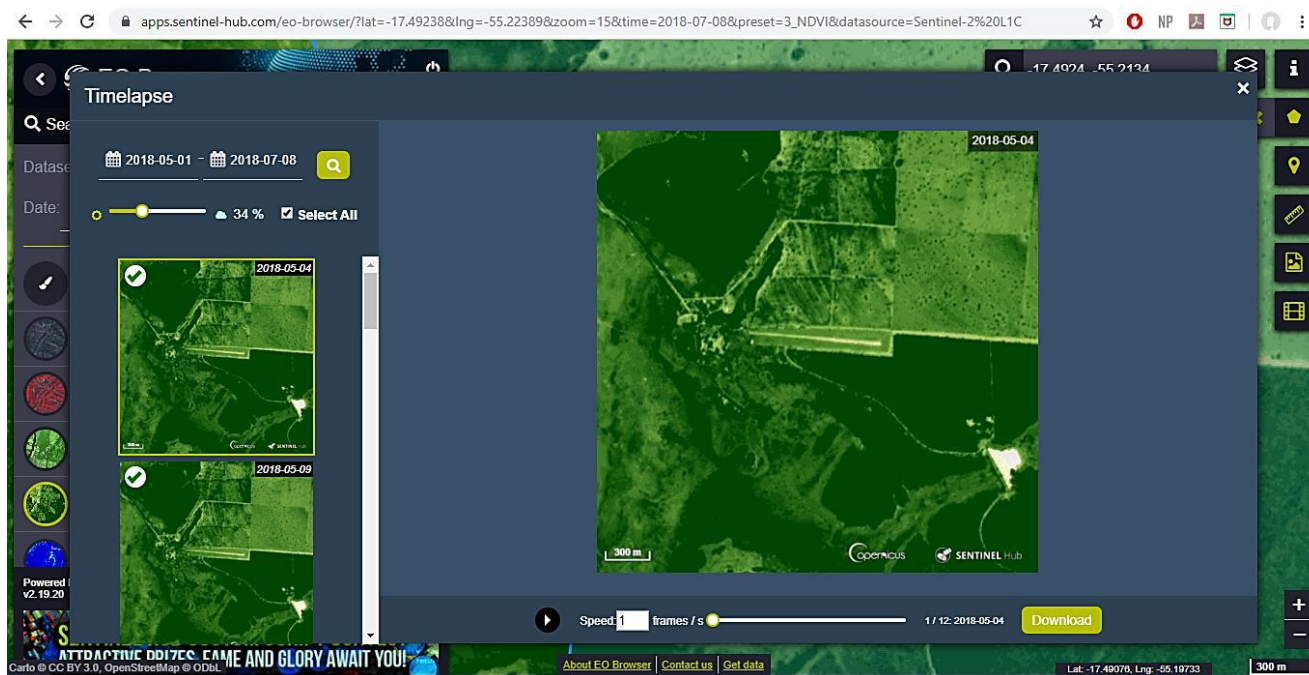 apps.sentinel-hub.com/eo-browser/?lat=-17.49238&lng=-55.22389&zoom=15&time=2018-07-08&preset=3_NDVI&datasource=Sentinel-2%20L1C
NP
-17.4924, -55.2134
Timelapse
Sea
2018-05-01 - 2018-07-08
Datase
Date:
34 % Select All
2018-05-04
2018-05-04
2018-05-09
300 m
Copernicus
SENTINEL Hub
300 m
Copernicus
SENTINEL Hub
Powered
v2.19.20
Speed: 1 frames / s
1 / 12: 2018-05-04
Download
ATTRACTIVE PRIZES, FAME AND GLORY AWAIT YOU!
Carto © CC BY 3.0, OpenStreetMap © ODbL
About EO Browser | Contact us | Get data
Lat: -17.49076, Lng: -55.19733
300 m